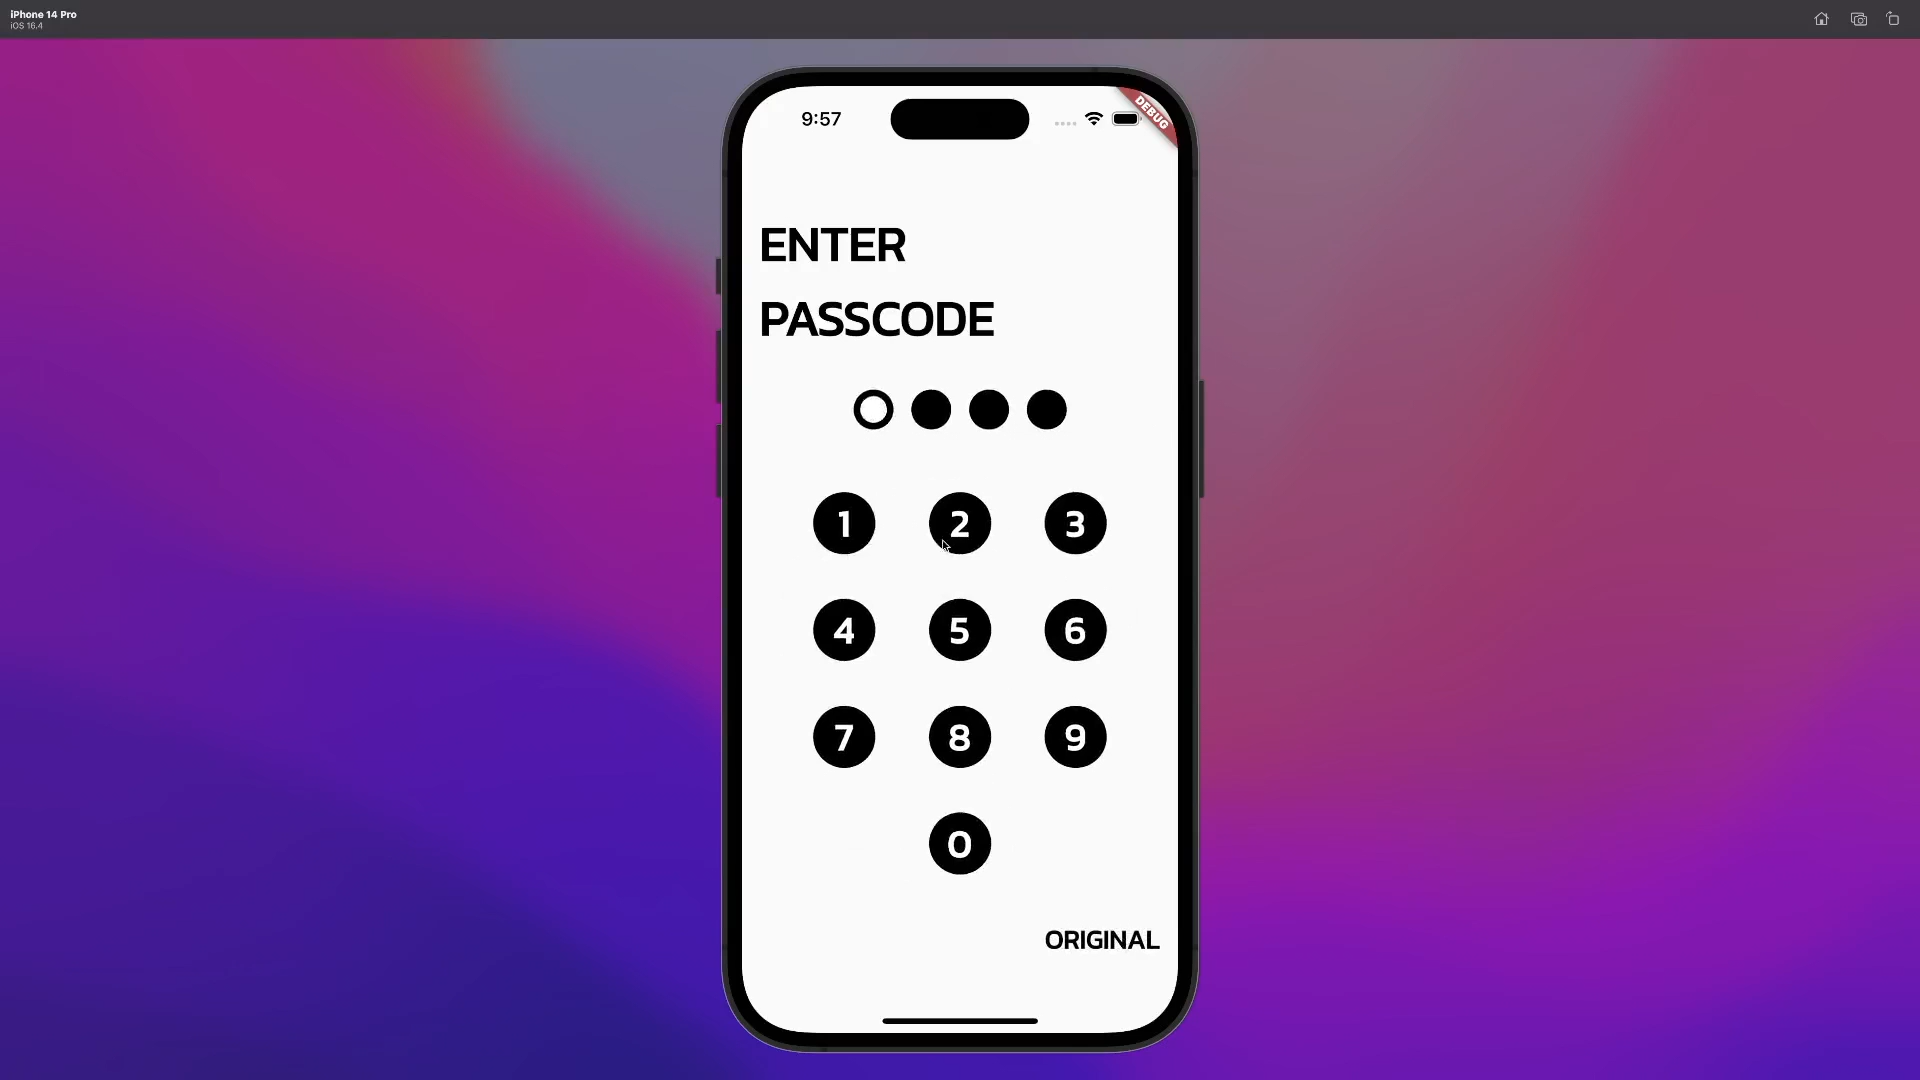 iPhone 14 Pro
iOS 16.4
9:57
DEBUG
ENTER
PASSCODE
1 2 3
4 5 6
7 8 9
0
ORIGINAL